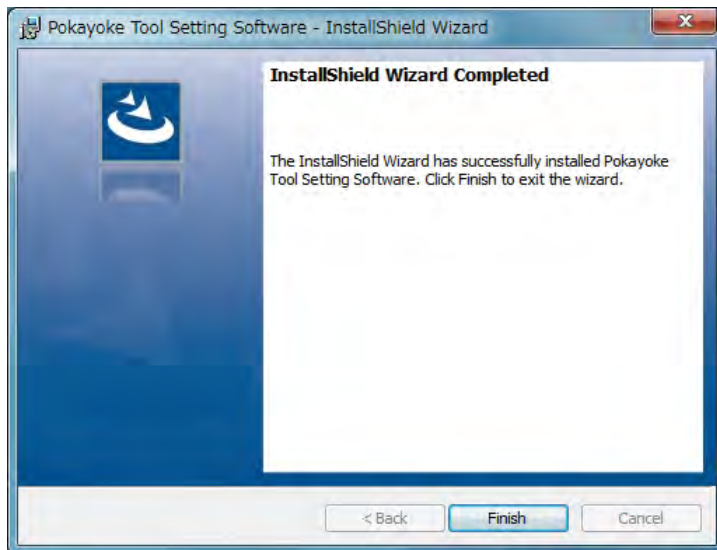 Pokayoke Tool Setting Software - InstallShield Wizard
InstallShield Wizard Completed
The InstallShield Wizard has successfully installed Pokayoke
Tool Setting Software. Click Finish to exit the wizard.
< Back
Finish
Cancel